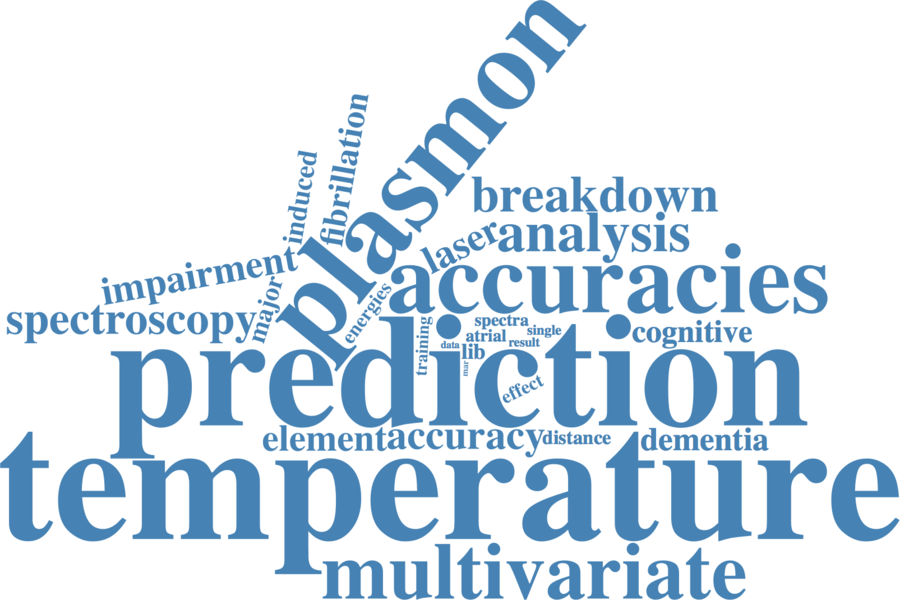 plasmon
fibrillation
induced
breakdown
laser
analysis
impairment
accuracies
major
energies
spectroscopy
spectra
training
atrial
single
cognitive
data
lib
result
prediction
mar
effect
element
accuracy
distance
dementia
temperature
multivariate